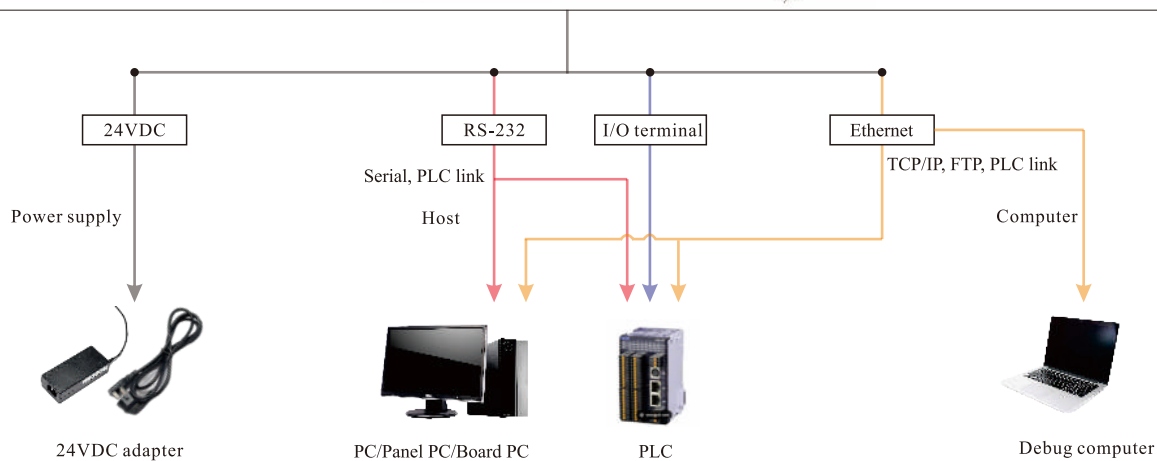 24VDC
RS-232
I/O terminal
Ethernet
Serial, PLC link
TCP/IP, FTP, PLC link
Power supply
Host
Computer
24VDC adapter
PC/Panel PC/Board PC
PLC
Debug computer